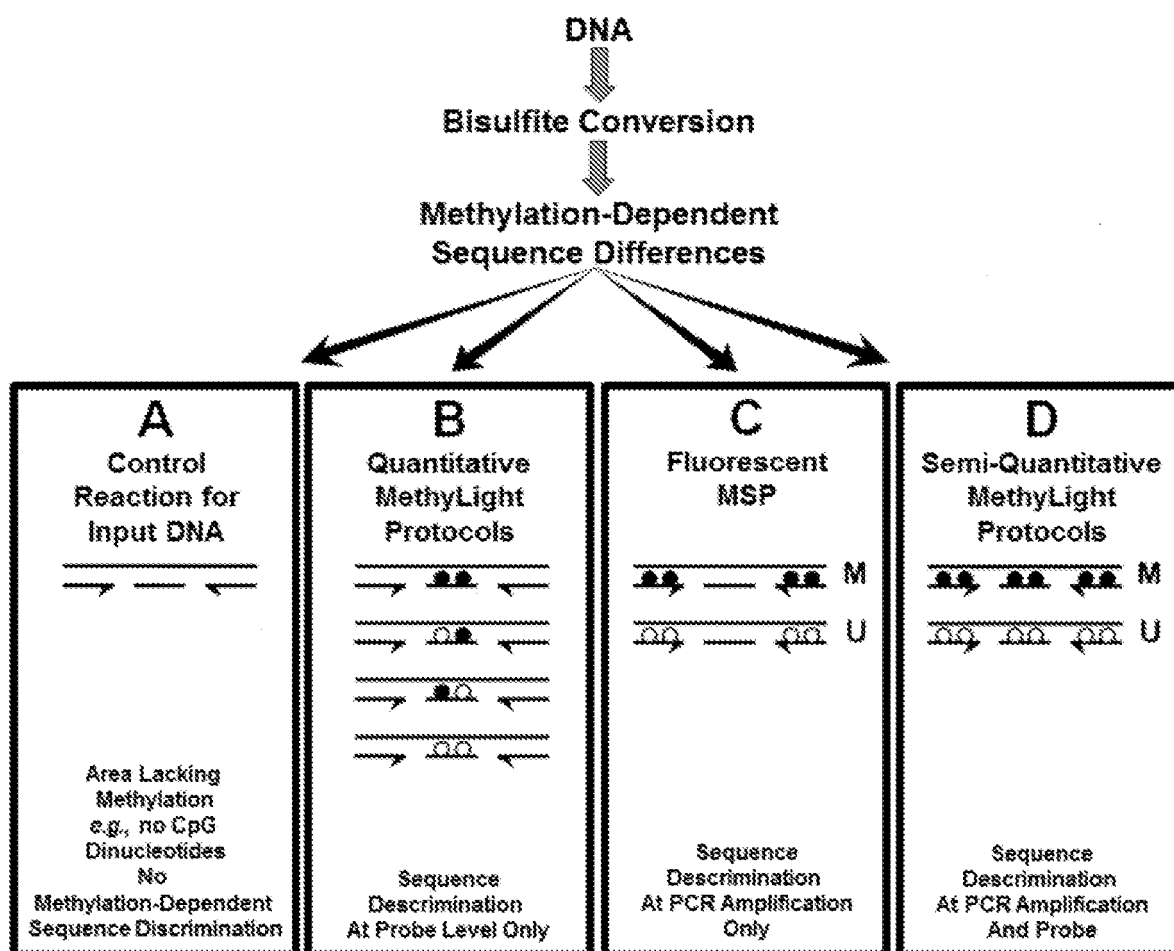 DNA
Bisulfite Conversion
Methylation-Dependent
Sequence Differences
A
Control
Reaction for
Input DNA
Area Lacking
Methylation
e.g., no CpG
Dinucleotides
No
Methylation-Dependent
Sequence Discrimination
B
Quantitative
MethyLight
Protocols
Sequence
Descrimination
At Probe Level Only
C
Fluorescent
MSP
M
U
Sequence
Descrimination
At PCR Amplification
Only
D
Semi-Quantitative
MethyLight
Protocols
M
U
Sequence
Descrimination
At PCR Amplification
And Probe